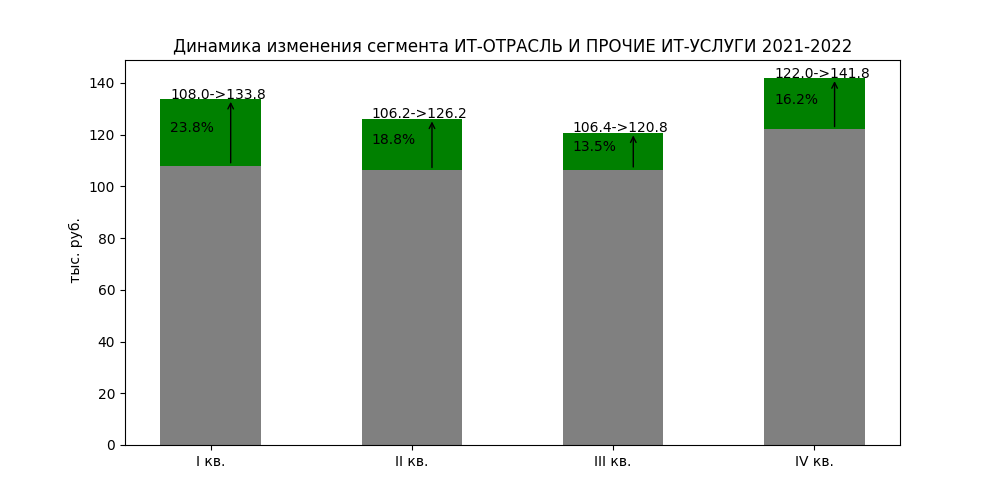 Динамика изменения сегмента ИТ-ОТРАСЛЬ И ПРОЧИЕ ИТ-УСЛУГИ 2021-2022
тыс. руб.
140
120
100
80
60
40
20
0
108.0->133.8
23.8%
106.2->126.2
18.8%
106.4->120.8
13.5%
122.0->141.8
16.2%
I кв.
II кв.
III кв.
IV кв.